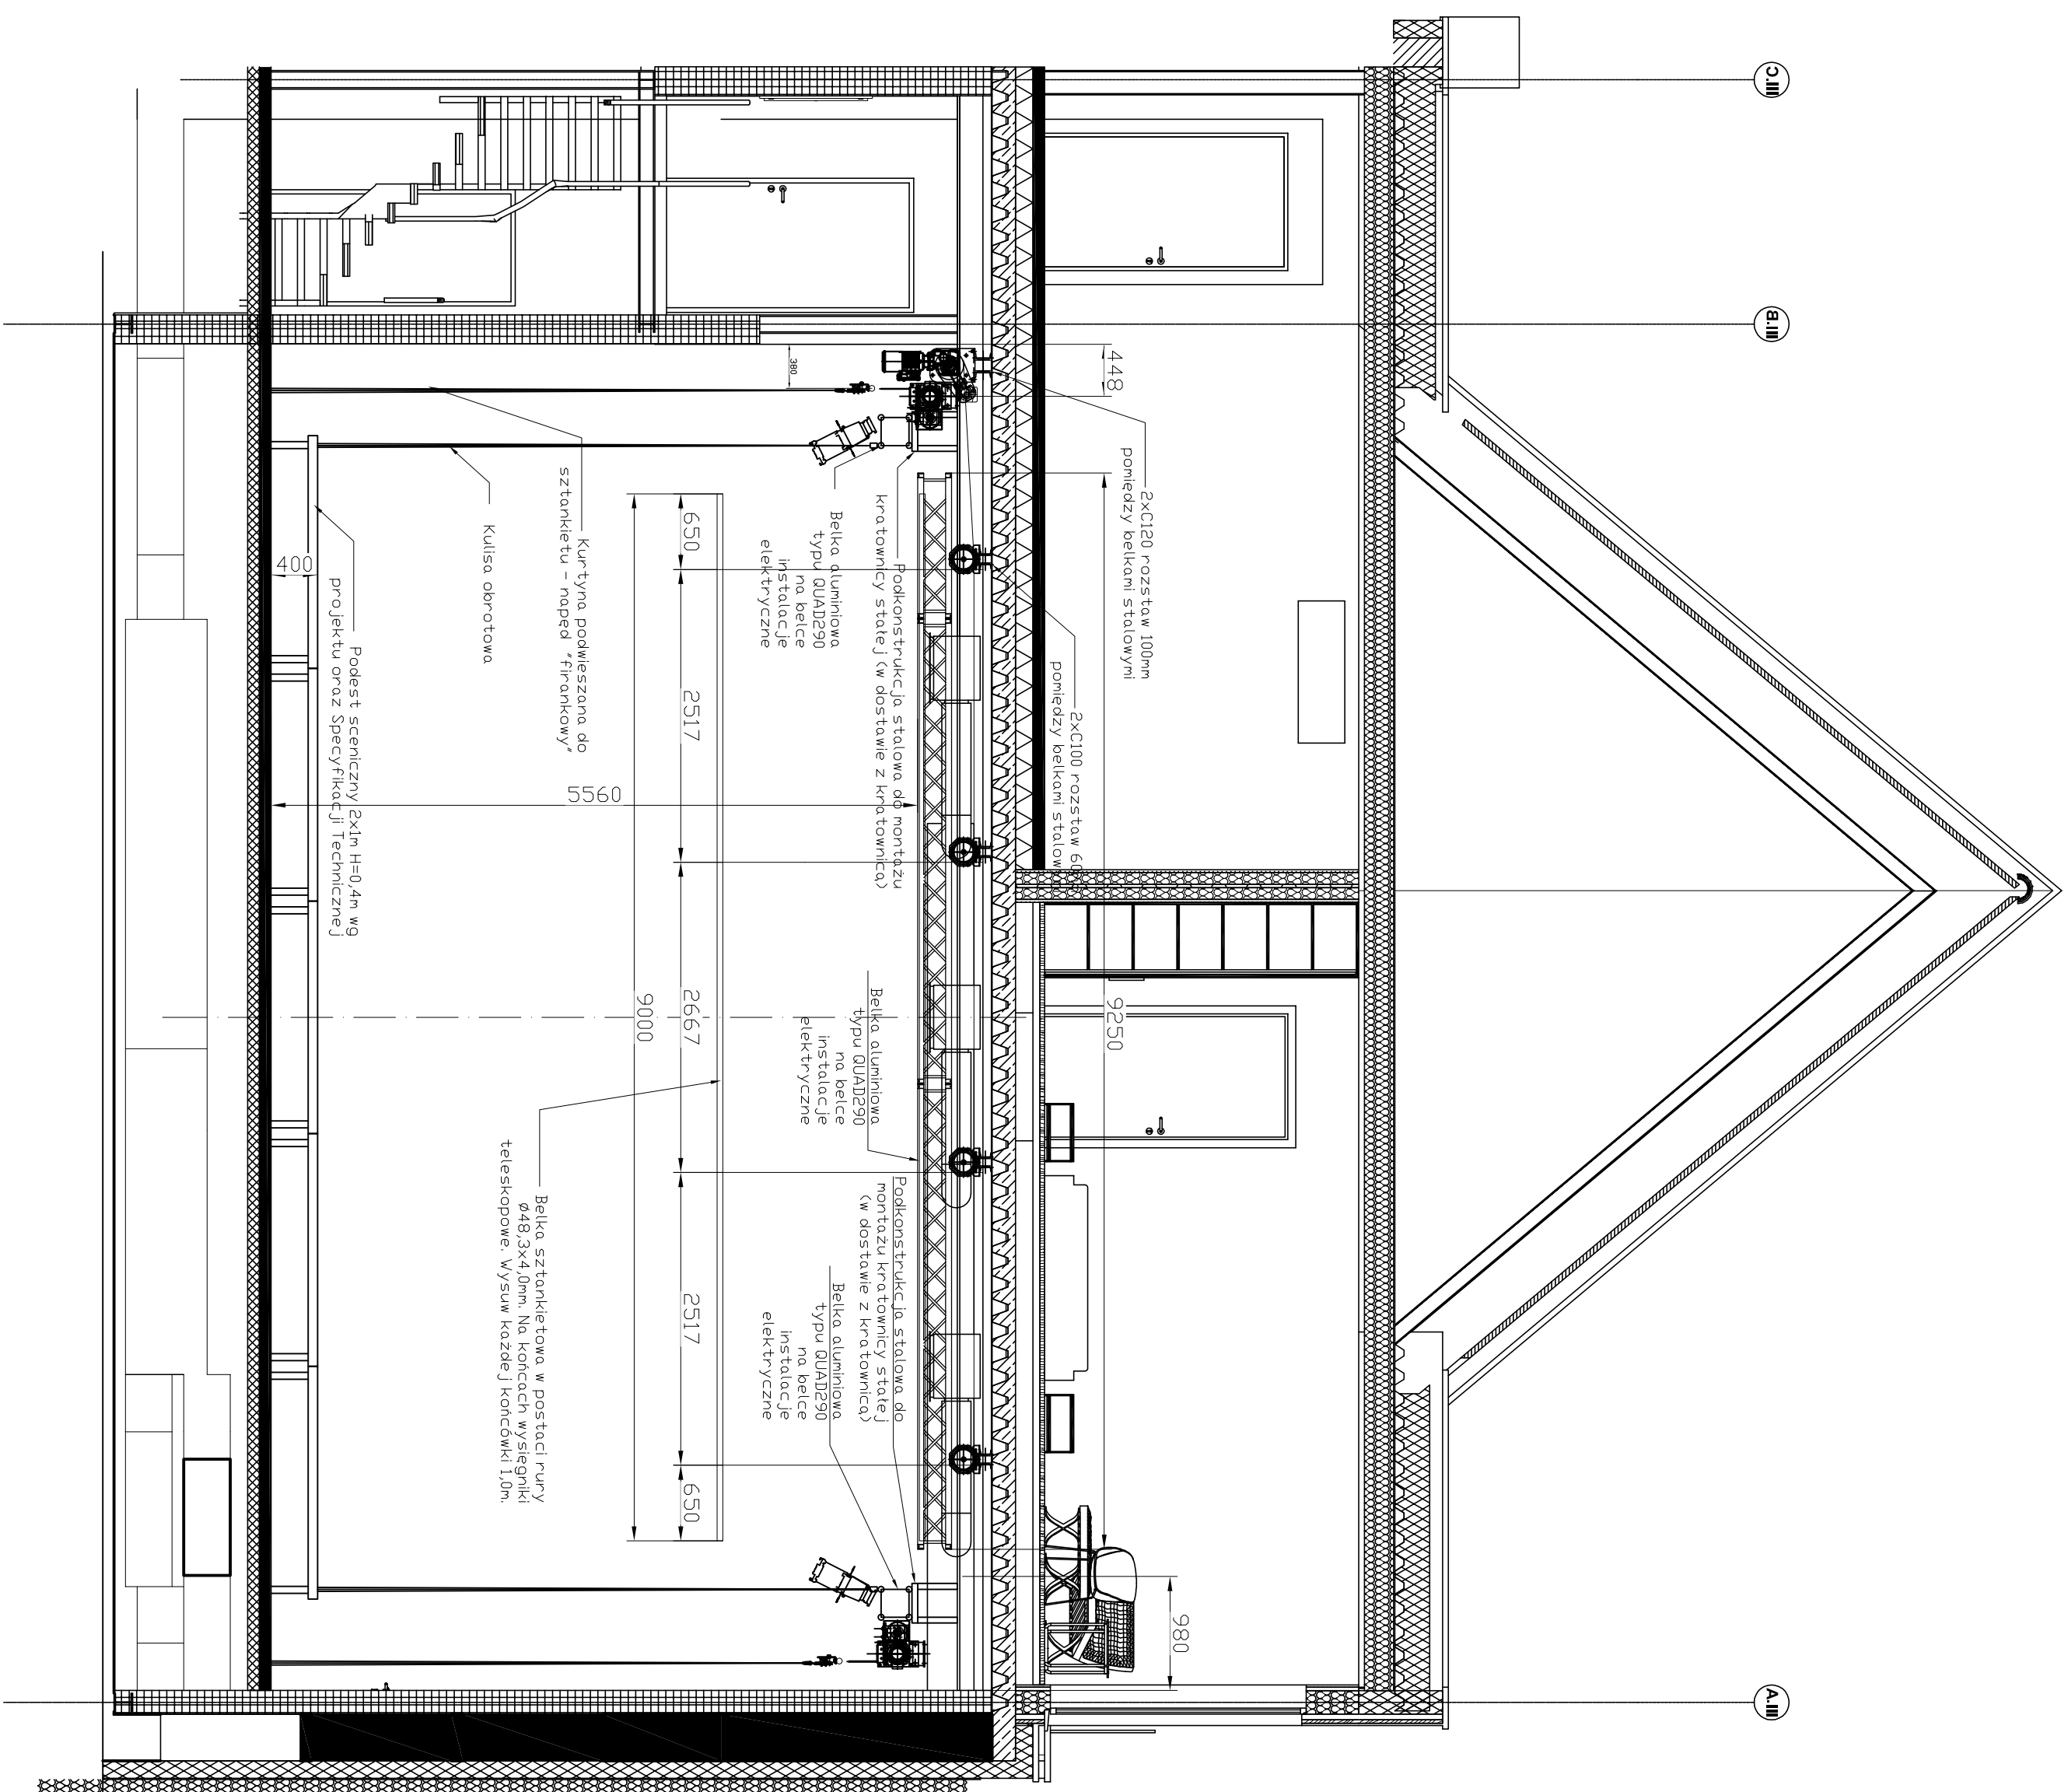 III.C
III.B
A.III
448
380
2xC120 rozstaw 100mm
pomiędzy belkami stalowymi
2xC100 rozstaw
pomiędzy belkami
9250
980
Podkonstrukcja stalowa do montażu
kratownicy stałej (w dostawie z kratownicą)
Belka aluminiowa
typu QUAD290
na belce
instalacje
elektryczne
Kurtyna podwieszana do
sztankietu - napęd "firankowy"
Kulisa obrotowa
Podest sceniczny 2x1m H=0,4m wg
projektu oraz Specyfikacji Technicznej
400
5560
650
2517
2667
2517
650
9000
Belka aluminiowa
typu QUAD290
na belce
instalacje
elektryczne
Podkonstrukcja stalowa do
montażu kratownicy stałej
(w dostawie z kratownicą)
Belka aluminiowa
typu QUAD290
na belce
instalacje
elektryczne
Belka sztankietowa w postaci rury
ø48,3x4,0mm. Na końcach wysięgniki
teleskopowe. Wysuw każdej końcówki 1,0m.